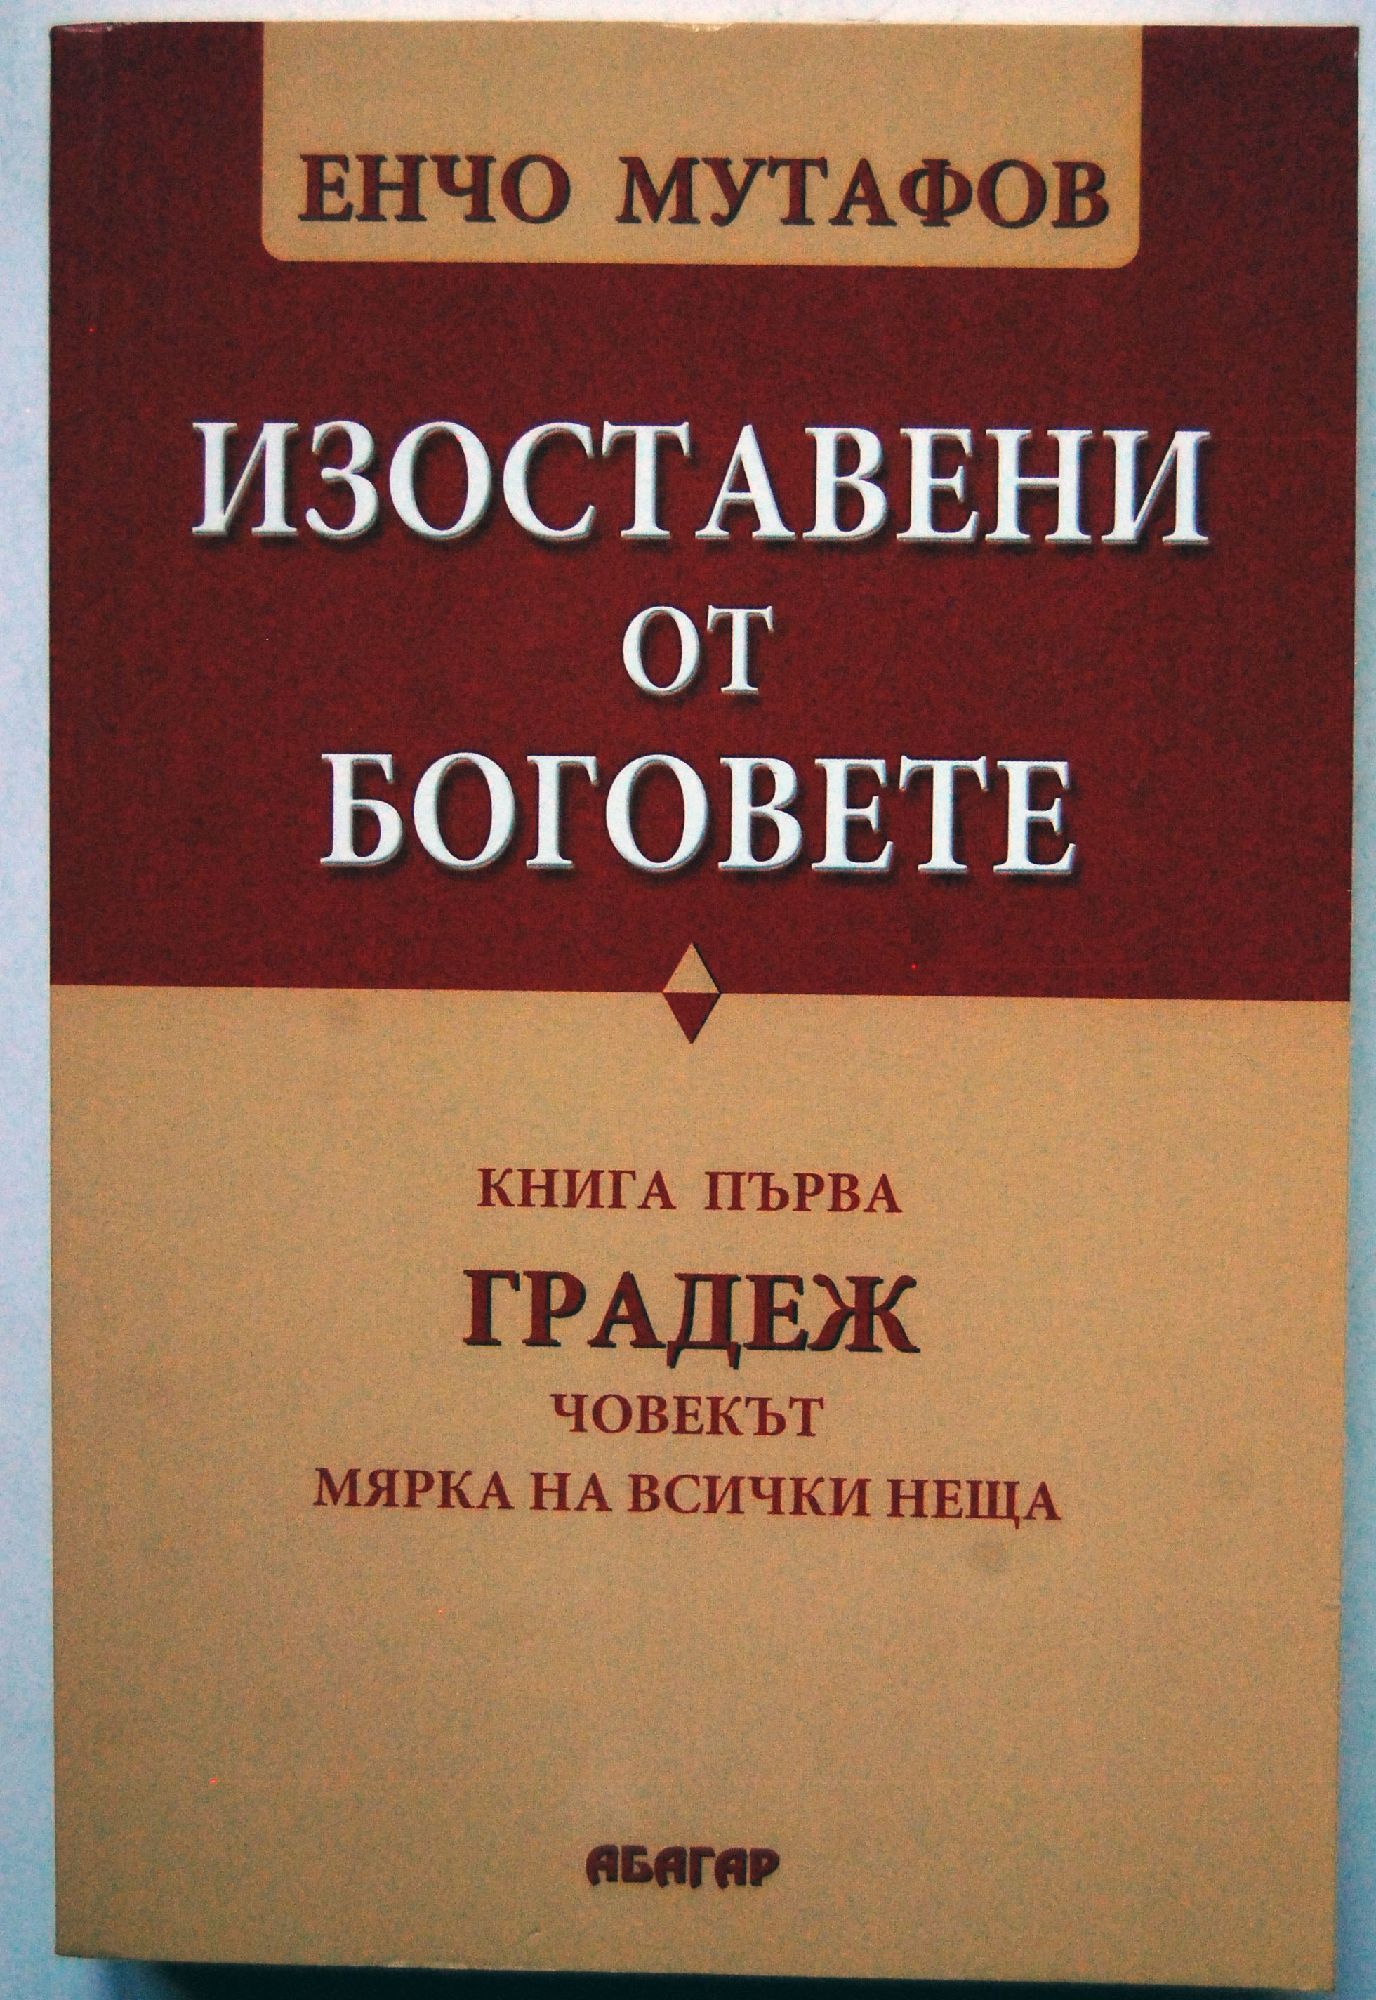 ЕНЧО МУТАФОВ
ИЗОСТАВЕНИ
ОТ
БОГОВЕТЕ
КНИГА ПЪРВА
ГРАДЕЖ
ЧОВЕКЪТ
МЯРКА НА ВСИЧКИ НЕЩА
АБАГАР